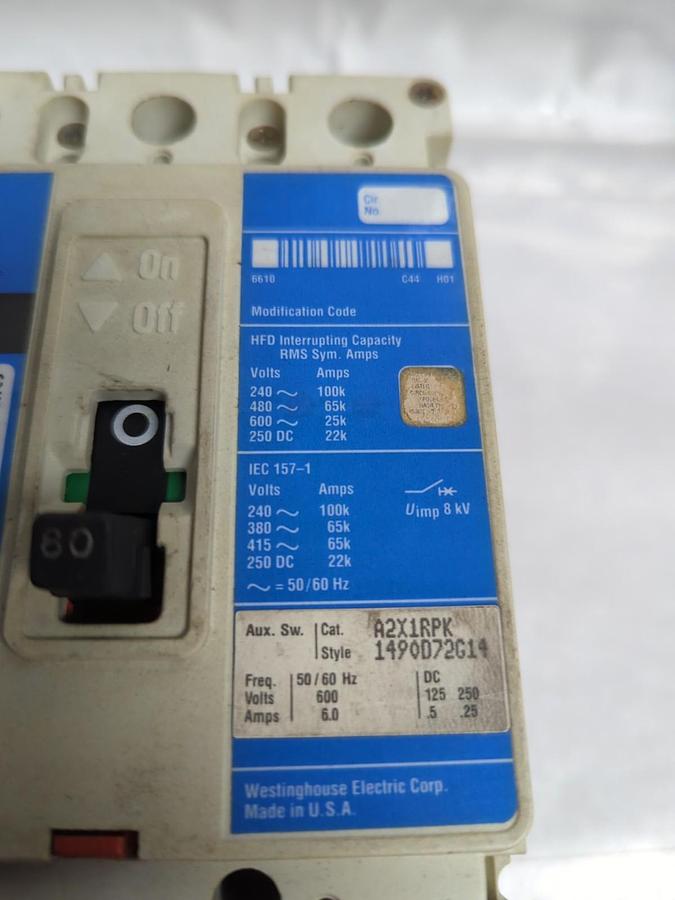 On
Off
60
Cir.
No.
6610 C44 H01
Modification Code
HFD Interrupting Capacity
RMS Sym. Amps
Volts Amps
240 ~ 100k
480 ~ 65k
600 ~ 25k
250 DC 22k
IEC 157-1
Volts Amps
240 ~ 100k
380 ~ 65k
415 ~ 65k
250 DC 22k
~ = 50/60 Hz
Uimp 8 kV
Aux. Sw. Cat. A2X1RPK
Style 1490D72G14
Freq. 50/60 Hz DC
Volts 600 125 250
Amps 6.0 .5 .25
Westinghouse Electric Corp.
Made in U.S.A.